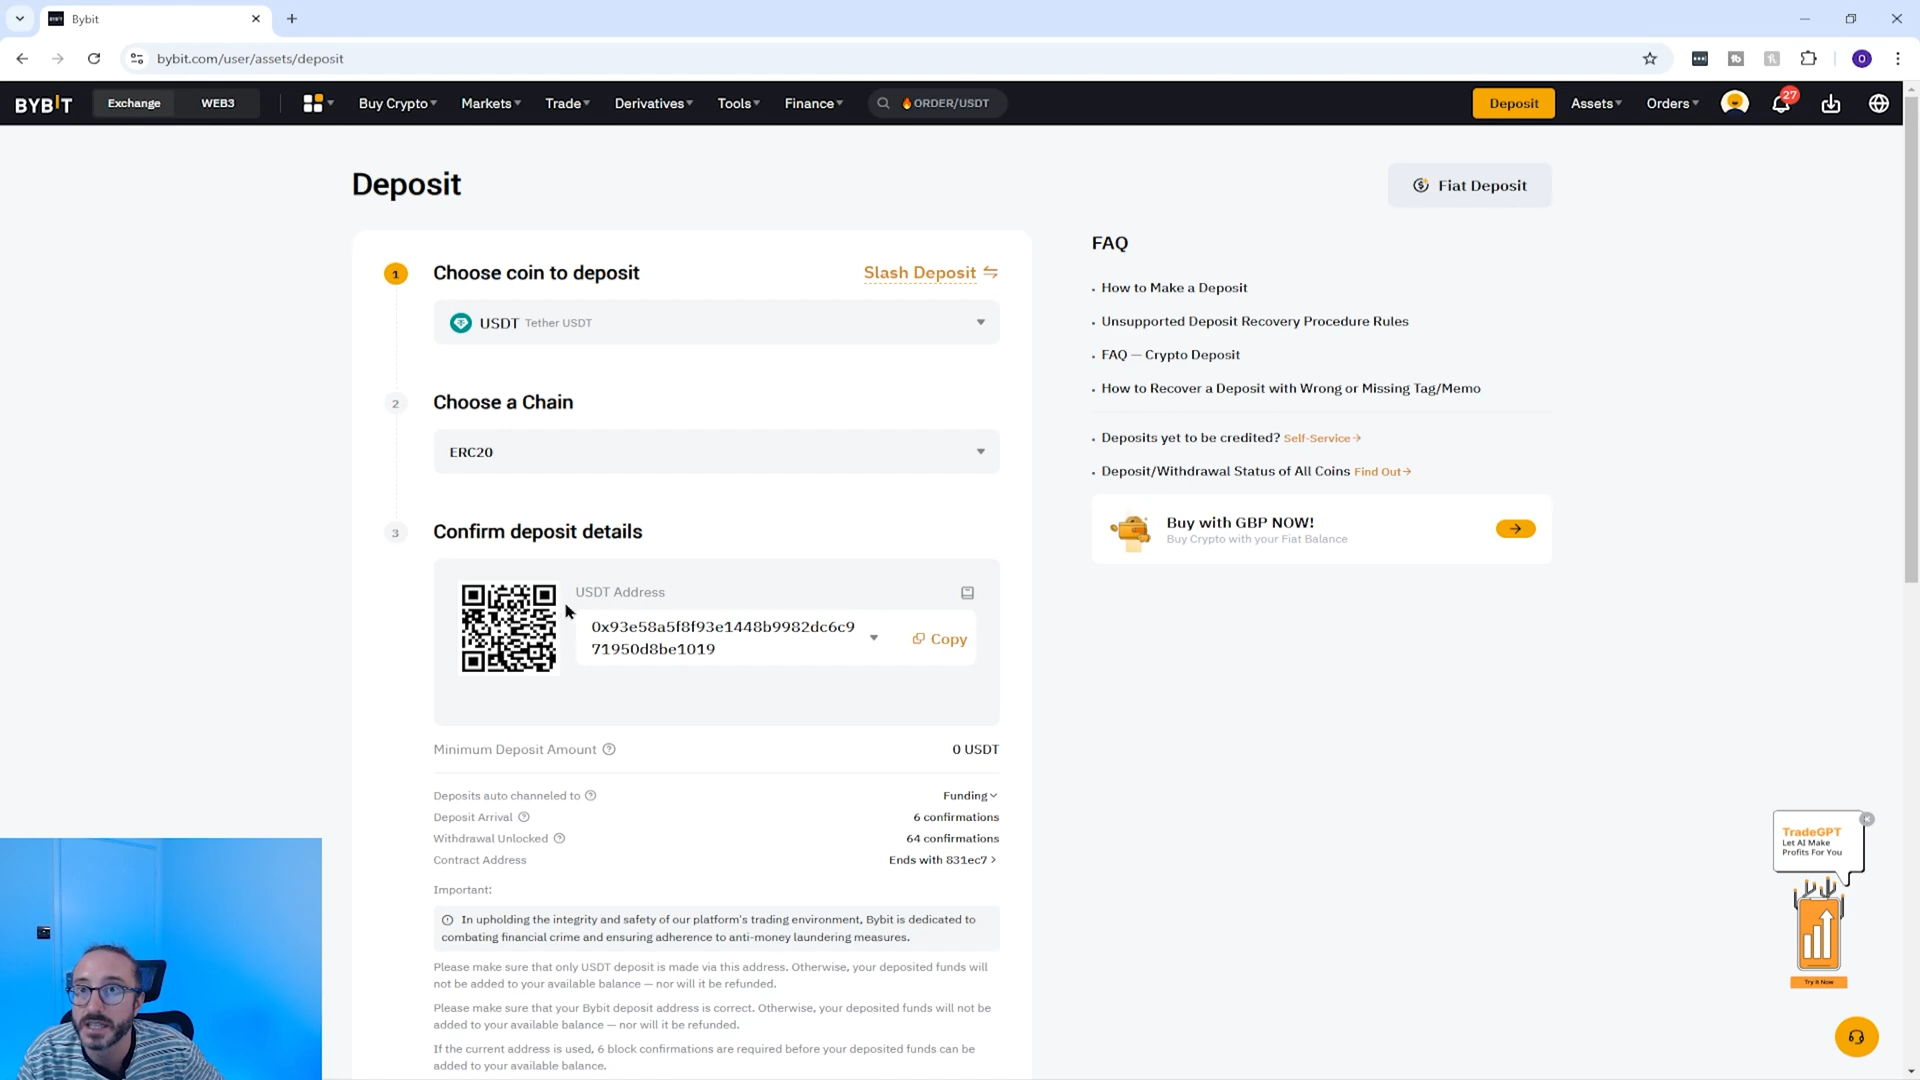 Bybit
bybit.com/user/assets/deposit
O
BYBIT
Exchange
WEB3
Buy Crypto
Markets
Trade
Derivatives
Tools
Finance
ORDER/USDT
Deposit
Assets
Orders
27
Deposit
Fiat Deposit
1
Choose coin to deposit
Slash Deposit
USDT Tether USDT
2
Choose a Chain
ERC20
3
Confirm deposit details
USDT Address
0x93e58a5f8f93e1448b9982dc6c9
71950d8be1019
Copy
Minimum Deposit Amount
0 USDT
Deposits auto channeled to
Funding
Deposit Arrival
6 confirmations
Withdrawal Unlocked
64 confirmations
Contract Address
Ends with 831ec7
Important:
In upholding the integrity and safety of our platform's trading environment, Bybit is dedicated to
combating financial crime and ensuring adherence to anti-money laundering measures.
Please make sure that only USDT deposit is made via this address. Otherwise, your deposited funds will
not be added to your available balance — nor will it be refunded.
Please make sure that your Bybit deposit address is correct. Otherwise, your deposited funds will not be
added to your available balance — nor will it be refunded.
If the current address is used, 6 block confirmations are required before your deposited funds can be
added to your available balance.
FAQ
How to Make a Deposit
Unsupported Deposit Recovery Procedure Rules
FAQ — Crypto Deposit
How to Recover a Deposit with Wrong or Missing Tag/Memo
Deposits yet to be credited? Self-Service
Deposit/Withdrawal Status of All Coins Find Out
Buy with GBP NOW!
Buy Crypto with your Fiat Balance
TradeGPT
Let AI Make
Profits For You
Try It Now